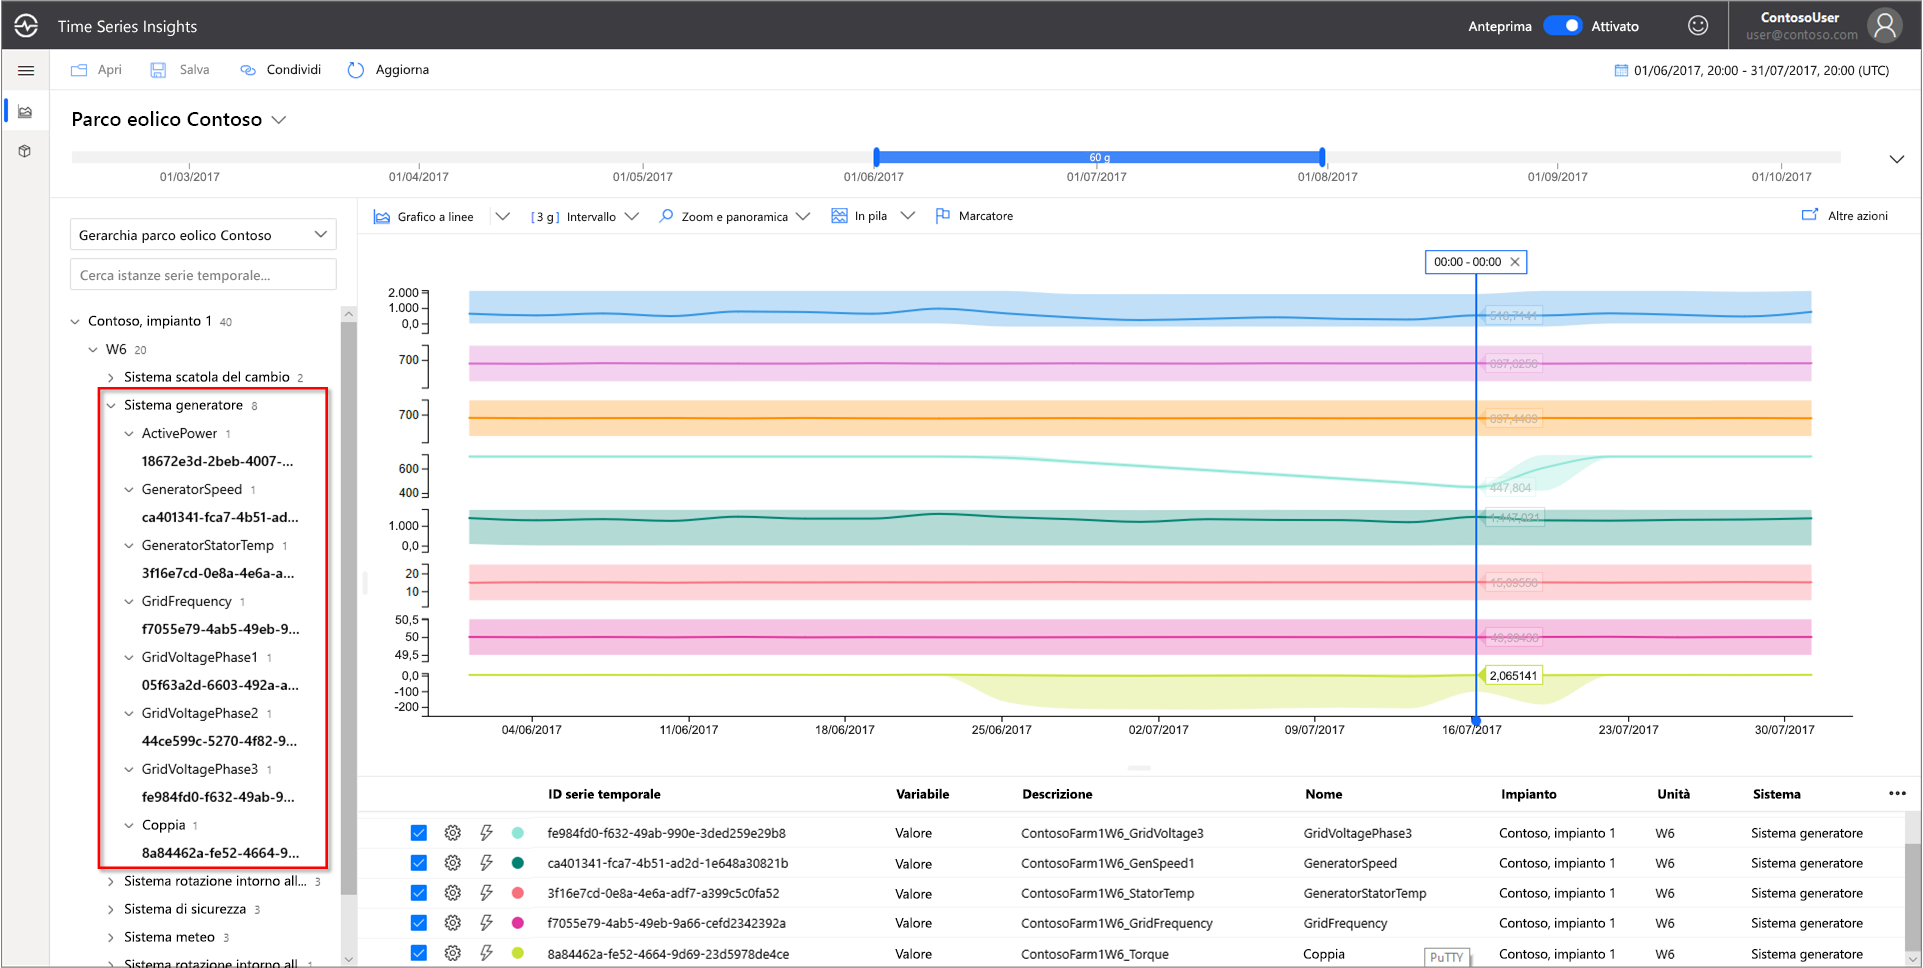 Time Series Insights
Anteprima
Attivato
ContosoUser
user@contoso.com
Apri
Salva
Condividi
Aggiorna
01/06/2017, 20:00 - 31/07/2017, 20:00 (UTC)
Parco eolico Contoso
60 g
01/03/2017
01/04/2017
01/05/2017
01/06/2017
01/07/2017
01/08/2017
01/09/2017
01/10/2017
Gerarchia parco eolico Contoso
Cerca istanze serie temporale...
Contoso, impianto 1 40
W6 20
Sistema scatola del cambio 2
Sistema generatore 8
ActivePower 1
18672e3d-2beb-4007-...
GeneratorSpeed 1
ca401341-fca7-4b51-ad...
GeneratorStatorTemp 1
3f16e7cd-0e8a-4e6a-a...
GridFrequency 1
f7055e79-4ab5-49eb-9...
GridVoltagePhase1 1
05f63a2d-6603-492a-a...
GridVoltagePhase2 1
44ce599c-5270-4f82-9...
GridVoltagePhase3 1
fe984fd0-f632-49ab-9...
Coppia 1
8a84462a-fe52-4664-9...
Sistema rotazione intorno all... 3
Sistema di sicurezza 3
Sistema meteo 3
Sistema rotazione intorno all... 1
Grafico a linee
[3 g] Intervallo
Zoom e panoramica
In pila
Marcatore
Altre azioni
00:00 - 00:00
2.000
1.000
0,0
700
700
600
400
447,804
1.000
0,0
1.447,021
20
10
50,5
50
49,5
0,0
-100
-200
2,065141
04/06/2017
11/06/2017
18/06/2017
25/06/2017
02/07/2017
09/07/2017
16/07/2017
23/07/2017
30/07/2017
ID serie temporale Variabile Descrizione Nome Impianto Unità Sistema
fe984fd0-f632-49ab-990e-3ded259e29b8 Valore ContosoFarm1W6_GridVoltage3 GridVoltagePhase3 Contoso, impianto 1 W6 Sistema generatore
ca401341-fca7-4b51-ad2d-1e648a30821b Valore ContosoFarm1W6_GenSpeed1 GeneratorSpeed Contoso, impianto 1 W6 Sistema generatore
3f16e7cd-0e8a-4e6a-adf7-a399c5c0fa52 Valore ContosoFarm1W6_StatorTemp GeneratorStatorTemp Contoso, impianto 1 W6 Sistema generatore
f7055e79-4ab5-49eb-9a66-cefd2342392a Valore ContosoFarm1W6_GridFrequency GridFrequency Contoso, impianto 1 W6 Sistema generatore
8a84462a-fe52-4664-9d69-23d5978de4ce Valore ContosoFarm1W6_Torque Coppia Contoso, impianto 1 W6 Sistema generatore
PuTTY